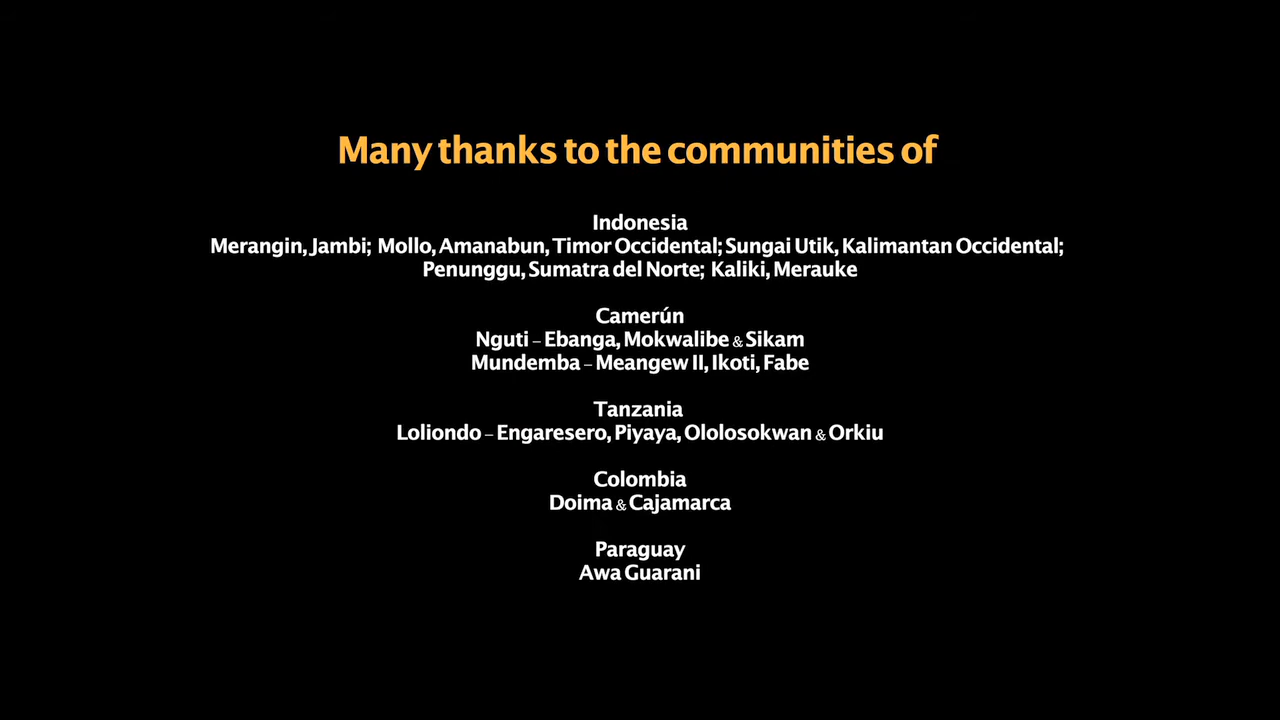 Many thanks to the communities of
Indonesia
Merangin, Jambi; Mollo, Amanabun, Timor Occidental; Sungai Utik, Kalimantan Occidental;
Penunggu, Sumatra del Norte; Kaliki, Merauke
Camerún
Nguti – Ebanga, Mokwalibe & Sikam
Mundemba – Meangew II, Ikoti, Fabe
Tanzania
Loliondo – Engaresero, Piyaya, Ololosokwan & Orkiu
Colombia
Doima & Cajamarca
Paraguay
Awa Guarani